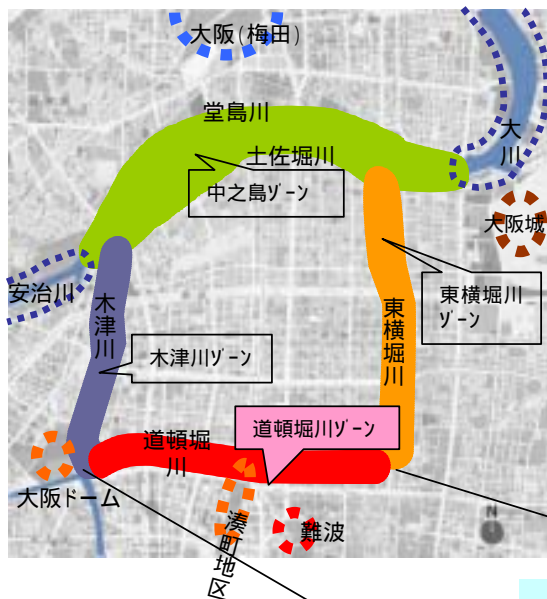 大阪(梅田)
堂島川
土佐堀川
大川
中之島ｿﾞｰﾝ
大阪城
安治川
木津川
東横堀川
ｿﾞｰﾝ
東横堀川
木津川ｿﾞｰﾝ
道頓堀川ｿﾞｰﾝ
道頓堀
川
大阪ドーム
湊町地区
難波
N